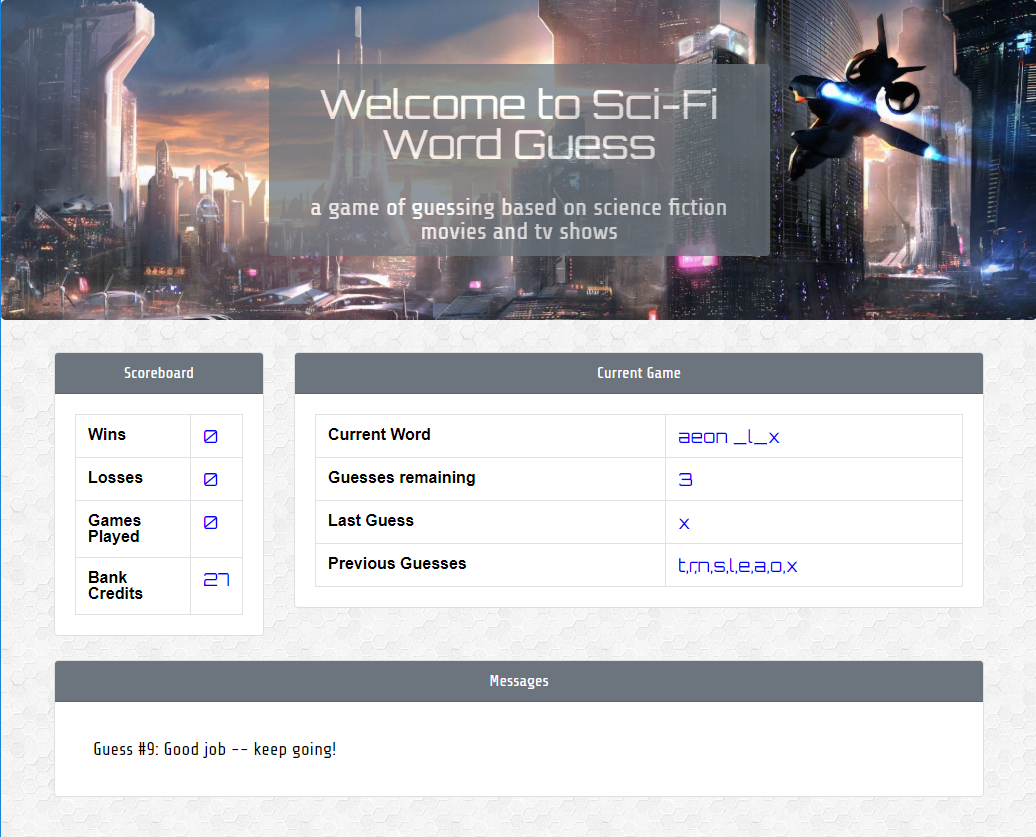 Welcome to Sci-Fi
Word Guess
a game of guessing based on science fiction
movies and tv shows
Scoreboard
Wins 0
Losses 0
Games
Played 0
Bank
Credits 27
Current Game
Current Word aeon _l_x
Guesses remaining 3
Last Guess x
Previous Guesses t,r,n,s,l,e,a,o,x
Messages
Guess #9: Good job -- keep going!